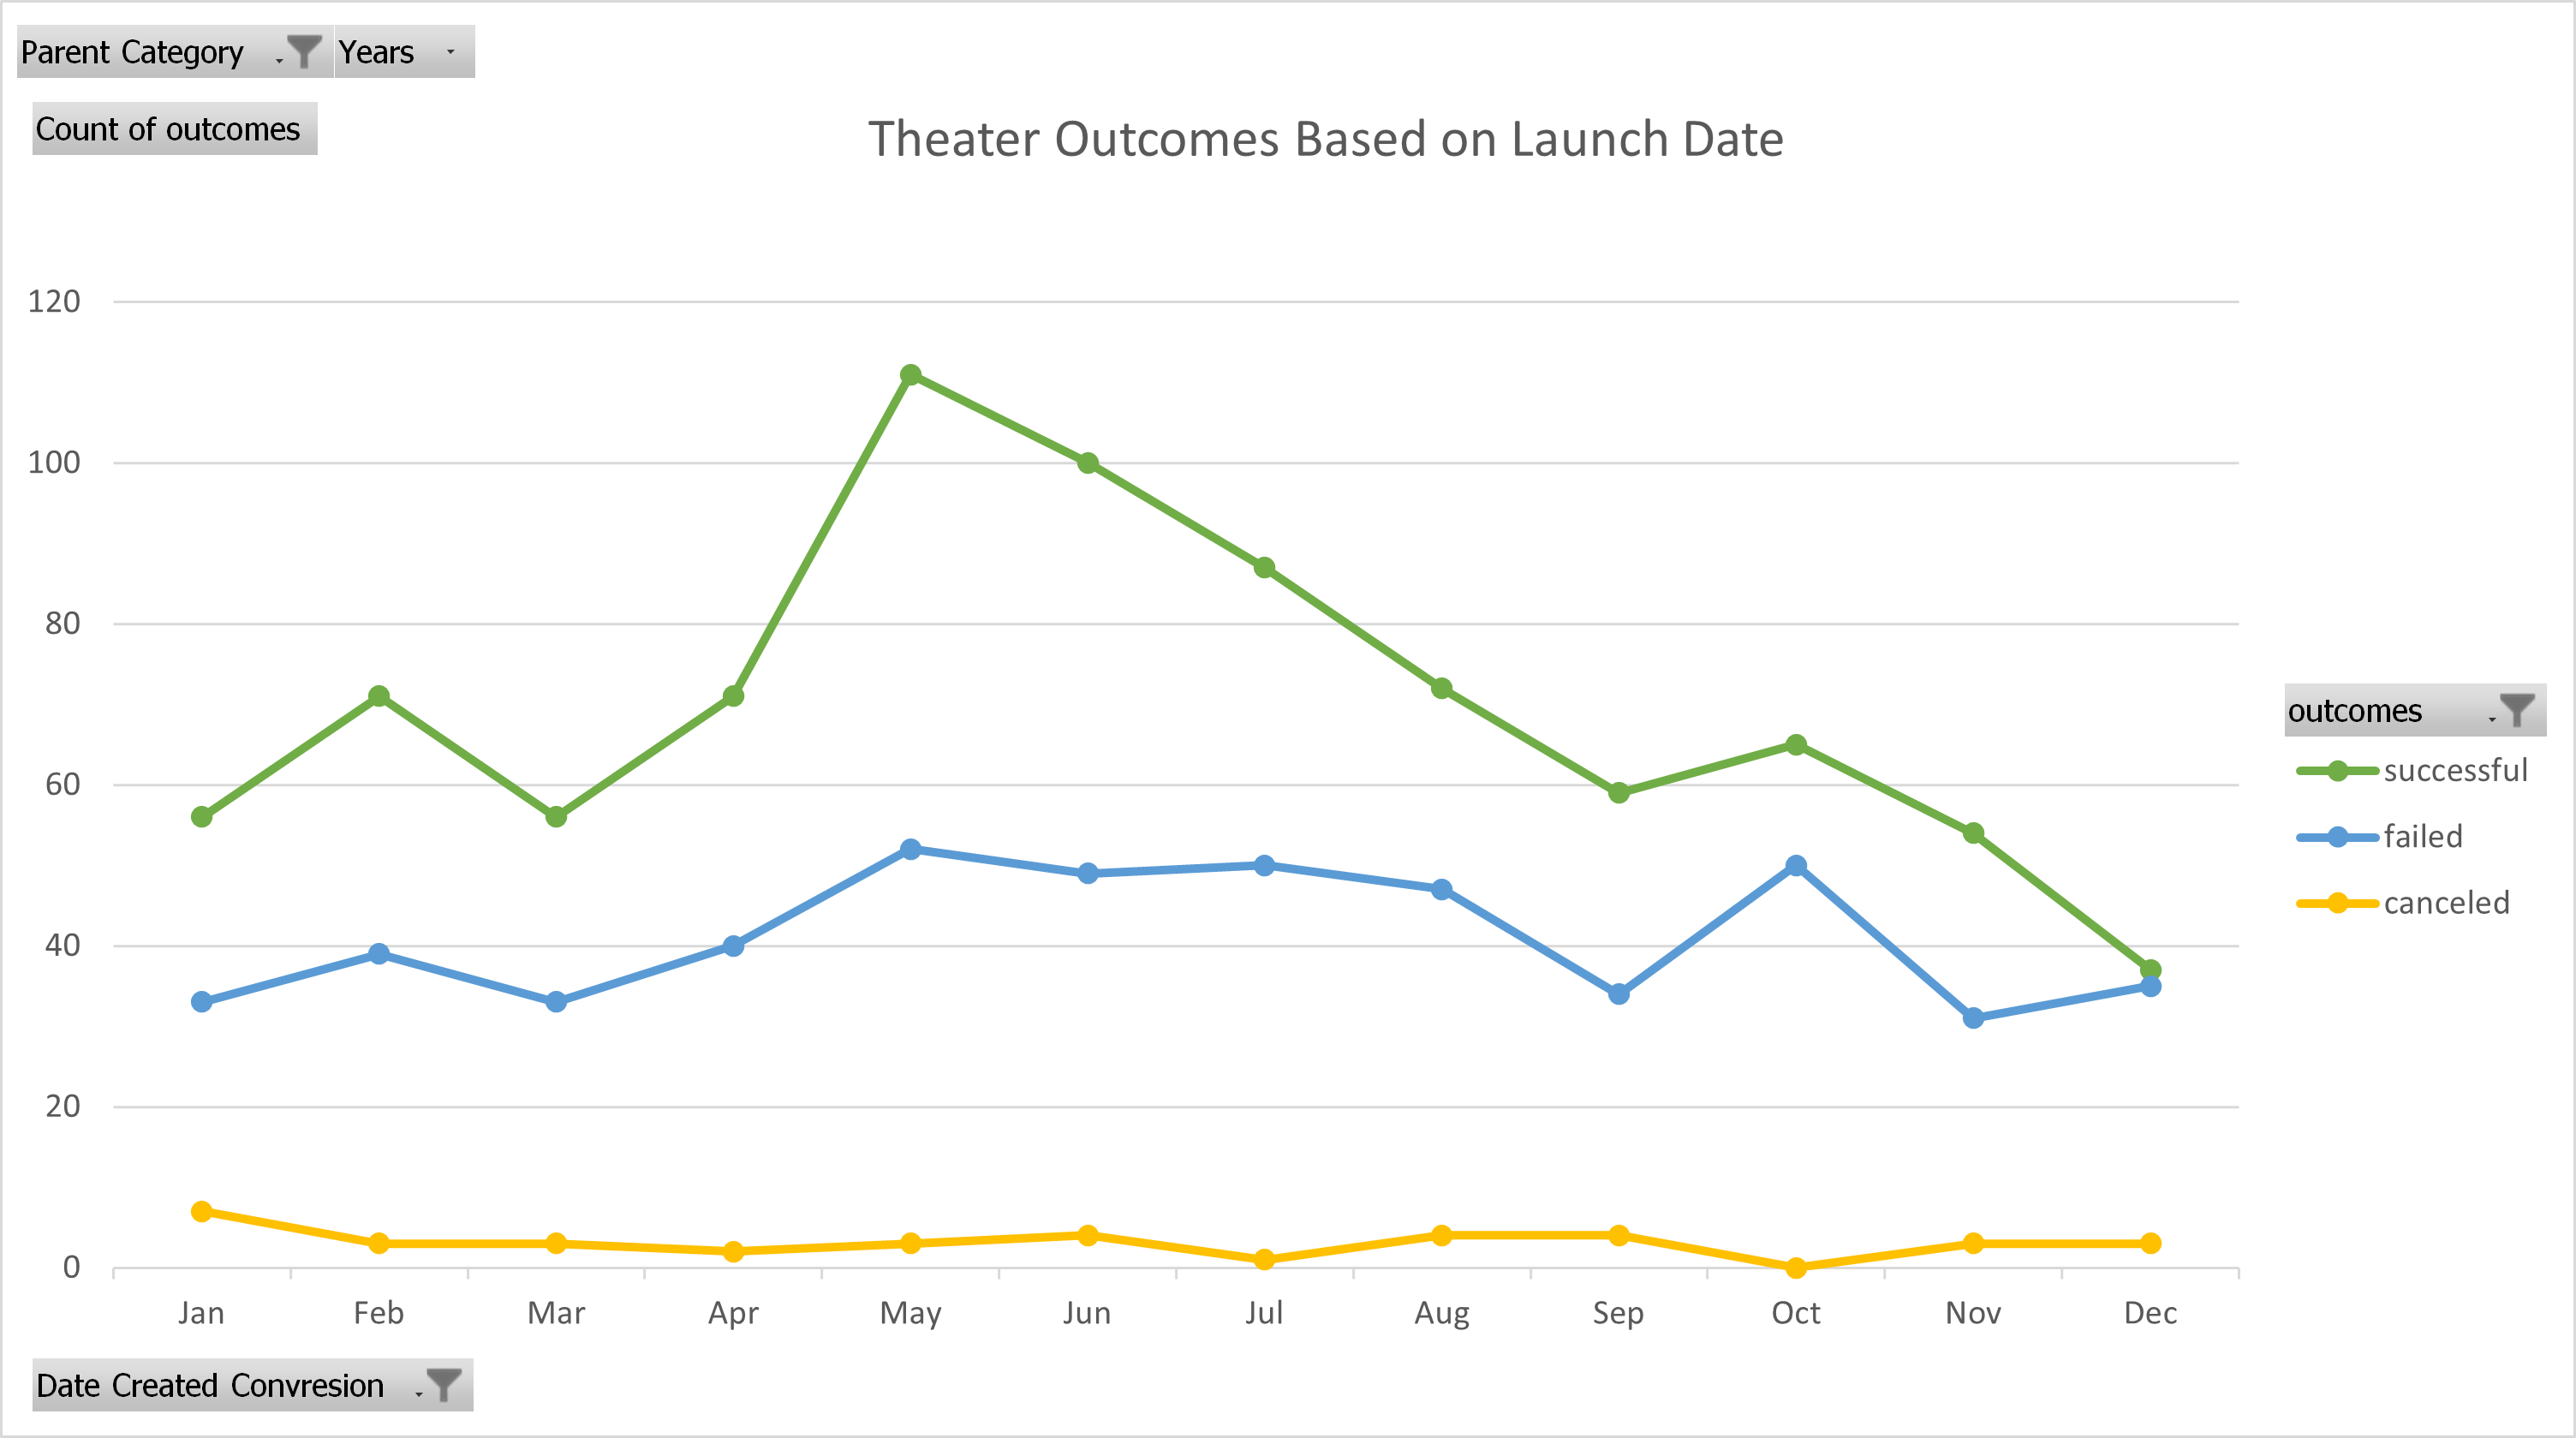 Parent Category Years
Count of outcomes
Theater Outcomes Based on Launch Date
120
100
80
60
40
20
0
Jan Feb Mar Apr May Jun Jul Aug Sep Oct Nov Dec
outcomes
successful
failed
canceled
Date Created Convresion